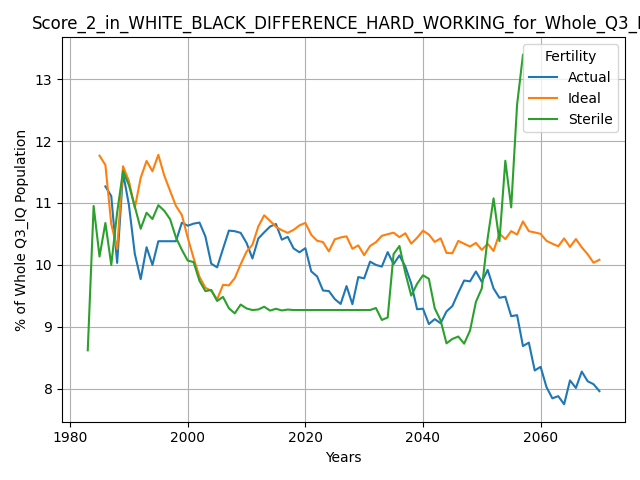 Score_2_in_WHITE_BLACK_DIFFERENCE_HARD_WORKING_for_Whole_Q3_I
Fertility
Actual
Ideal
Sterile
% of Whole Q3_IQ Population
13
12
11
10
9
8
1980
2000
2020
2040
2060
Years